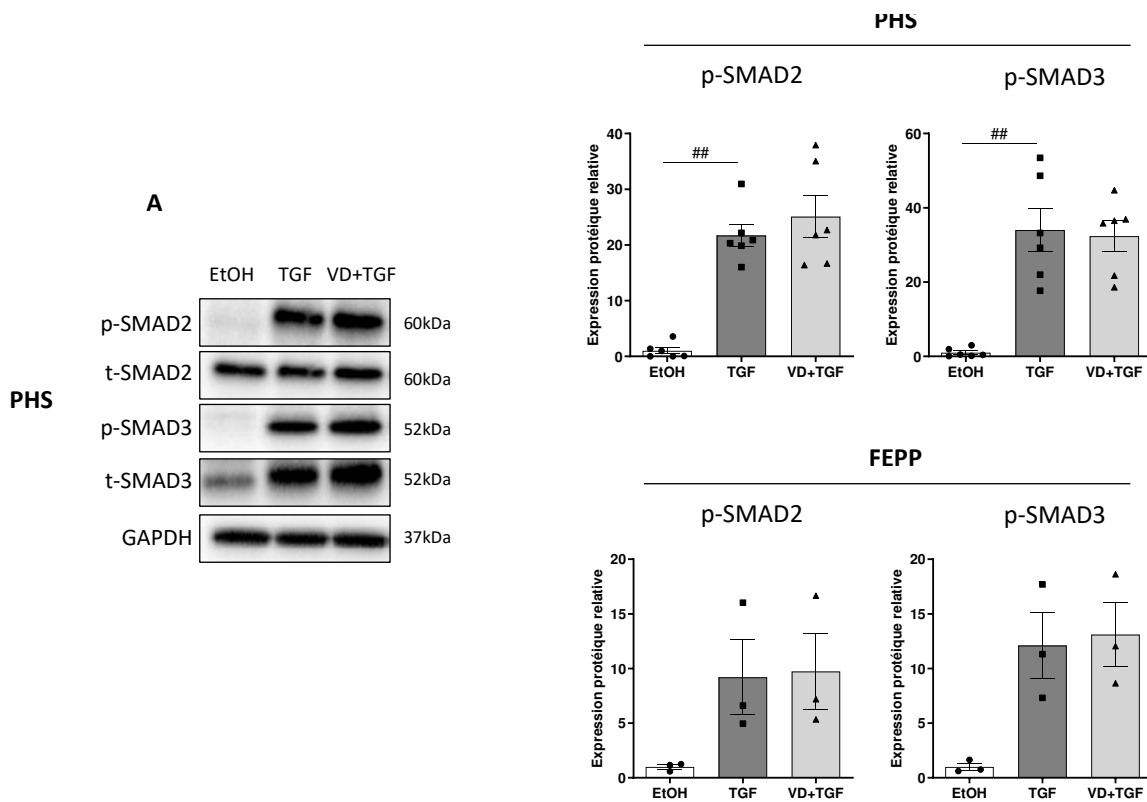 A
EtOH TGF VD+TGF
PHS
p-SMAD2 60kDa
t-SMAD2 60kDa
p-SMAD3 52kDa
t-SMAD3 52kDa
GAPDH 37kDa
PHS
p-SMAD2
Expression protéique relative
40
30
20
10
0
##
EtOH TGF VD+TGF
p-SMAD3
Expression protéique relative
60
40
20
0
##
EtOH TGF VD+TGF
FEPP
p-SMAD2
Expression protéique relative
20
15
10
5
0
EtOH TGF VD+TGF
p-SMAD3
Expression protéique relative
20
15
10
5
0
EtOH TGF VD+TGF